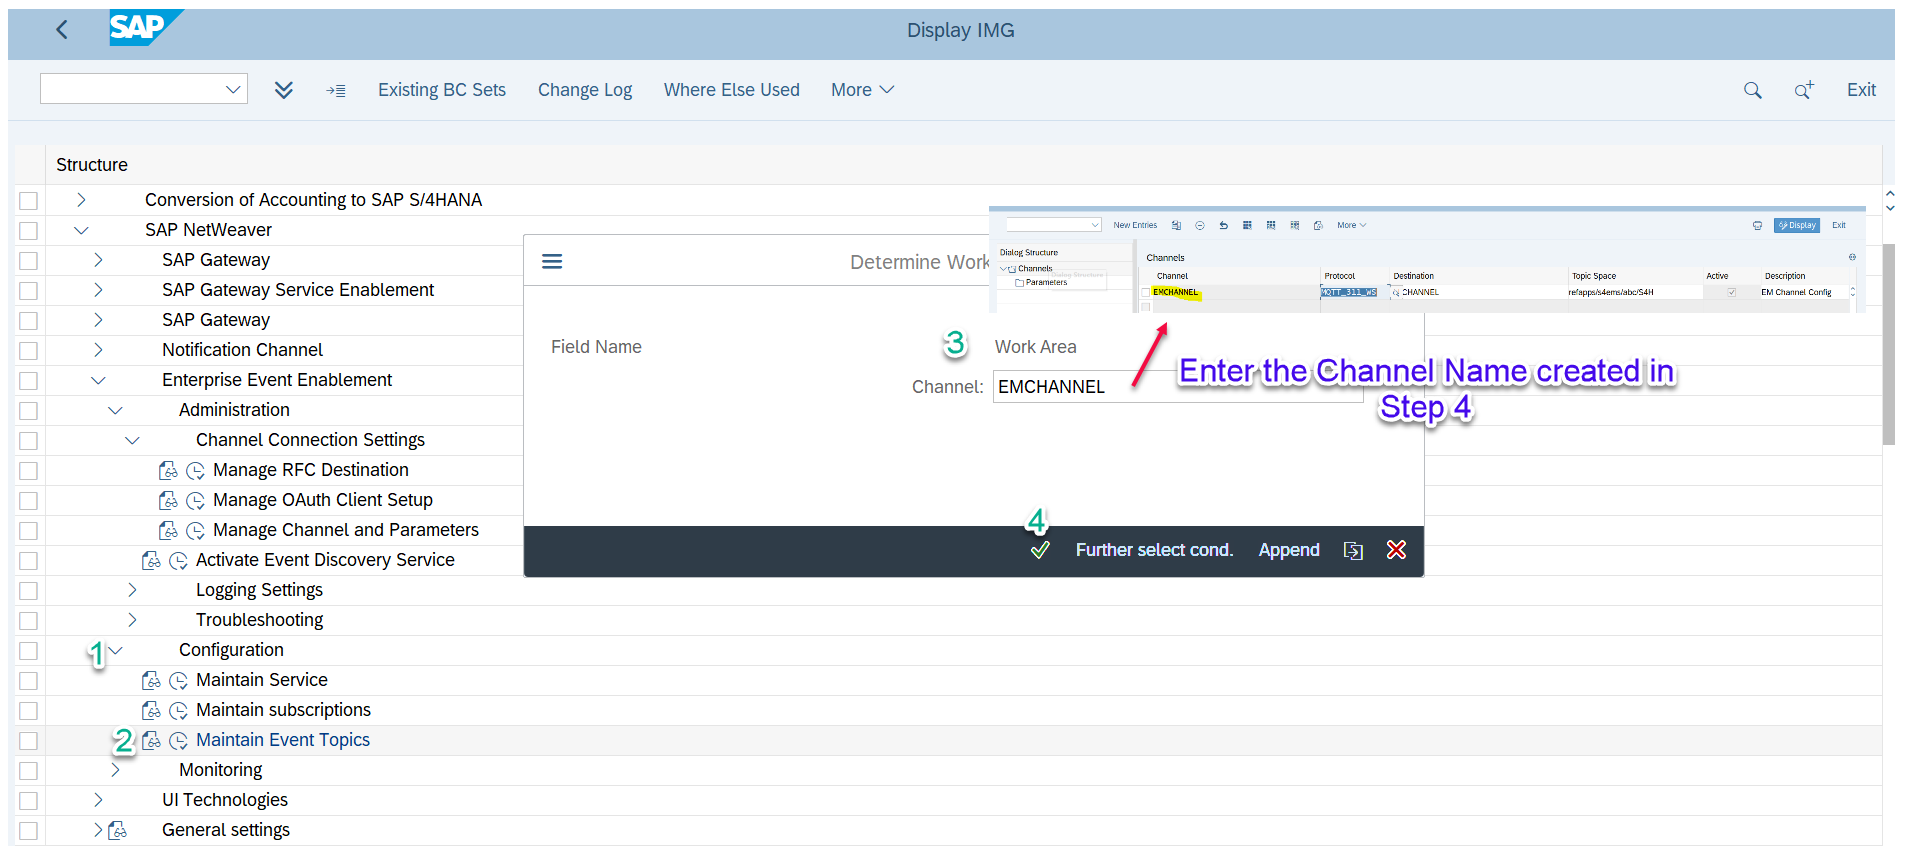 SAP
Display IMG
Existing BC Sets Change Log Where Else Used More Exit
Structure
Conversion of Accounting to SAP S/4HANA
SAP NetWeaver
SAP Gateway
SAP Gateway Service Enablement
SAP Gateway
Notification Channel
Enterprise Event Enablement
Administration
Channel Connection Settings
Manage RFC Destination
Manage OAuth Client Setup
Manage Channel and Parameters
Activate Event Discovery Service
Logging Settings
Troubleshooting
1 Configuration
Maintain Service
Maintain subscriptions
2 Maintain Event Topics
Monitoring
UI Technologies
General settings
Determine Work
Field Name 3 Work Area
Channel: EMCHANNEL
4
Further select cond. Append
New Entries More Display Exit
Dialog Structure
Channels
Parameters
Channels
Channel Protocol Destination Topic Space Active Description
EMCHANNEL MQTT_311_WS CHANNEL refapps/s4ems/abc/S4H EM Channel Config
Enter the Channel Name created in
Step 4